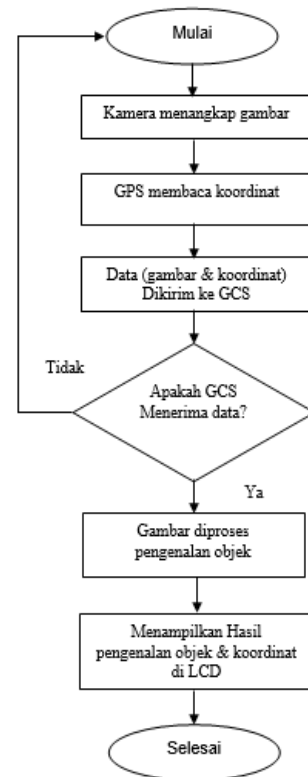 Mulai
Kamera menangkap gambar
GPS membaca koordinat
Data (gambar & koordinat)
Dikirim ke GCS
Tidak
Apakah GCS
Menerima data?
Ya
Gambar diproses
pengenalan objek
Menampilkan Hasil
pengenalan objek & koordinat
di LCD
Selesai